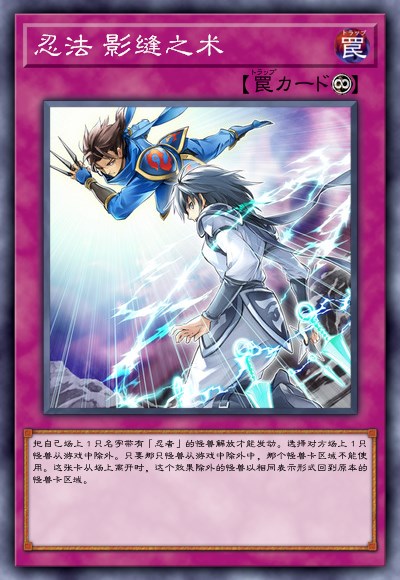 忍法 影缝之术
トラップ
罠
トラップ
【罠カード】
把自己场上1只名字带有「忍者」的怪兽解放才能发动。选择对方场上1只
怪兽从游戏中除外。只要那只怪兽从游戏中除外中，那个怪兽卡区域不能使
用。这张卡从场上离开时，这个效果除外的怪兽以相同表示形式回到原本的
怪兽卡区域。